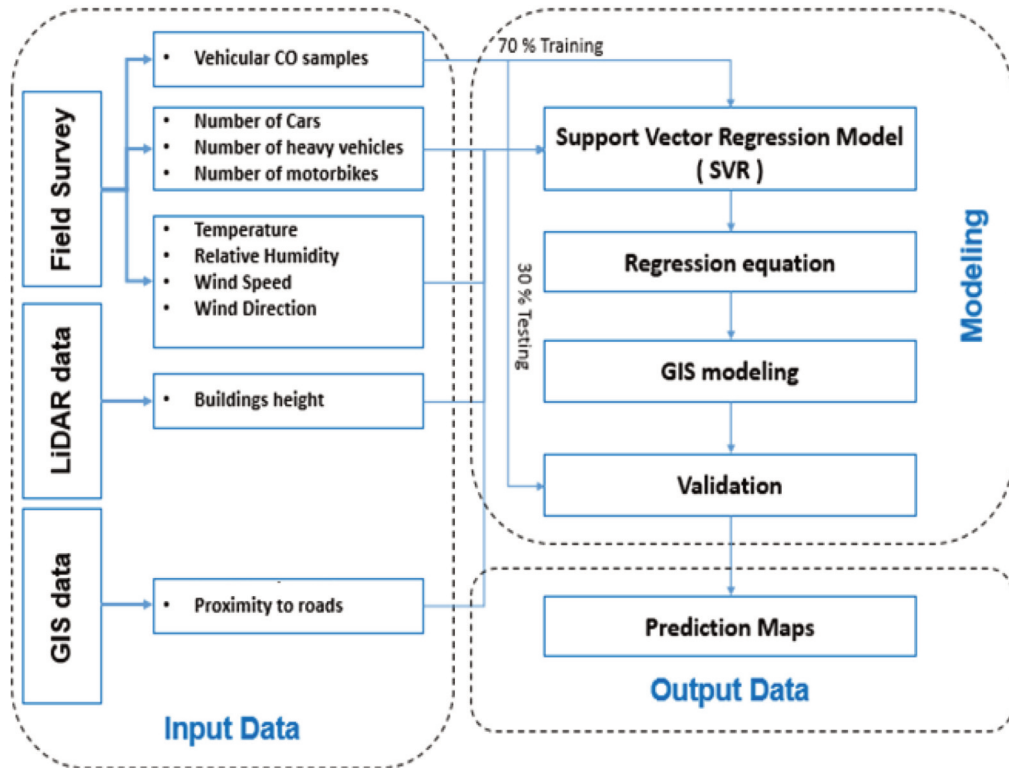 Field Survey
• Vehicular CO samples
• Number of Cars
• Number of heavy vehicles
• Number of motorbikes
• Temperature
• Relative Humidity
• Wind Speed
• Wind Direction
LiDAR data
• Buildings height
GIS data
• Proximity to roads
Input Data
70 % Training
30 % Testing
Support Vector Regression Model
( SVR )
Regression equation
GIS modeling
Validation
Modeling
Prediction Maps
Output Data